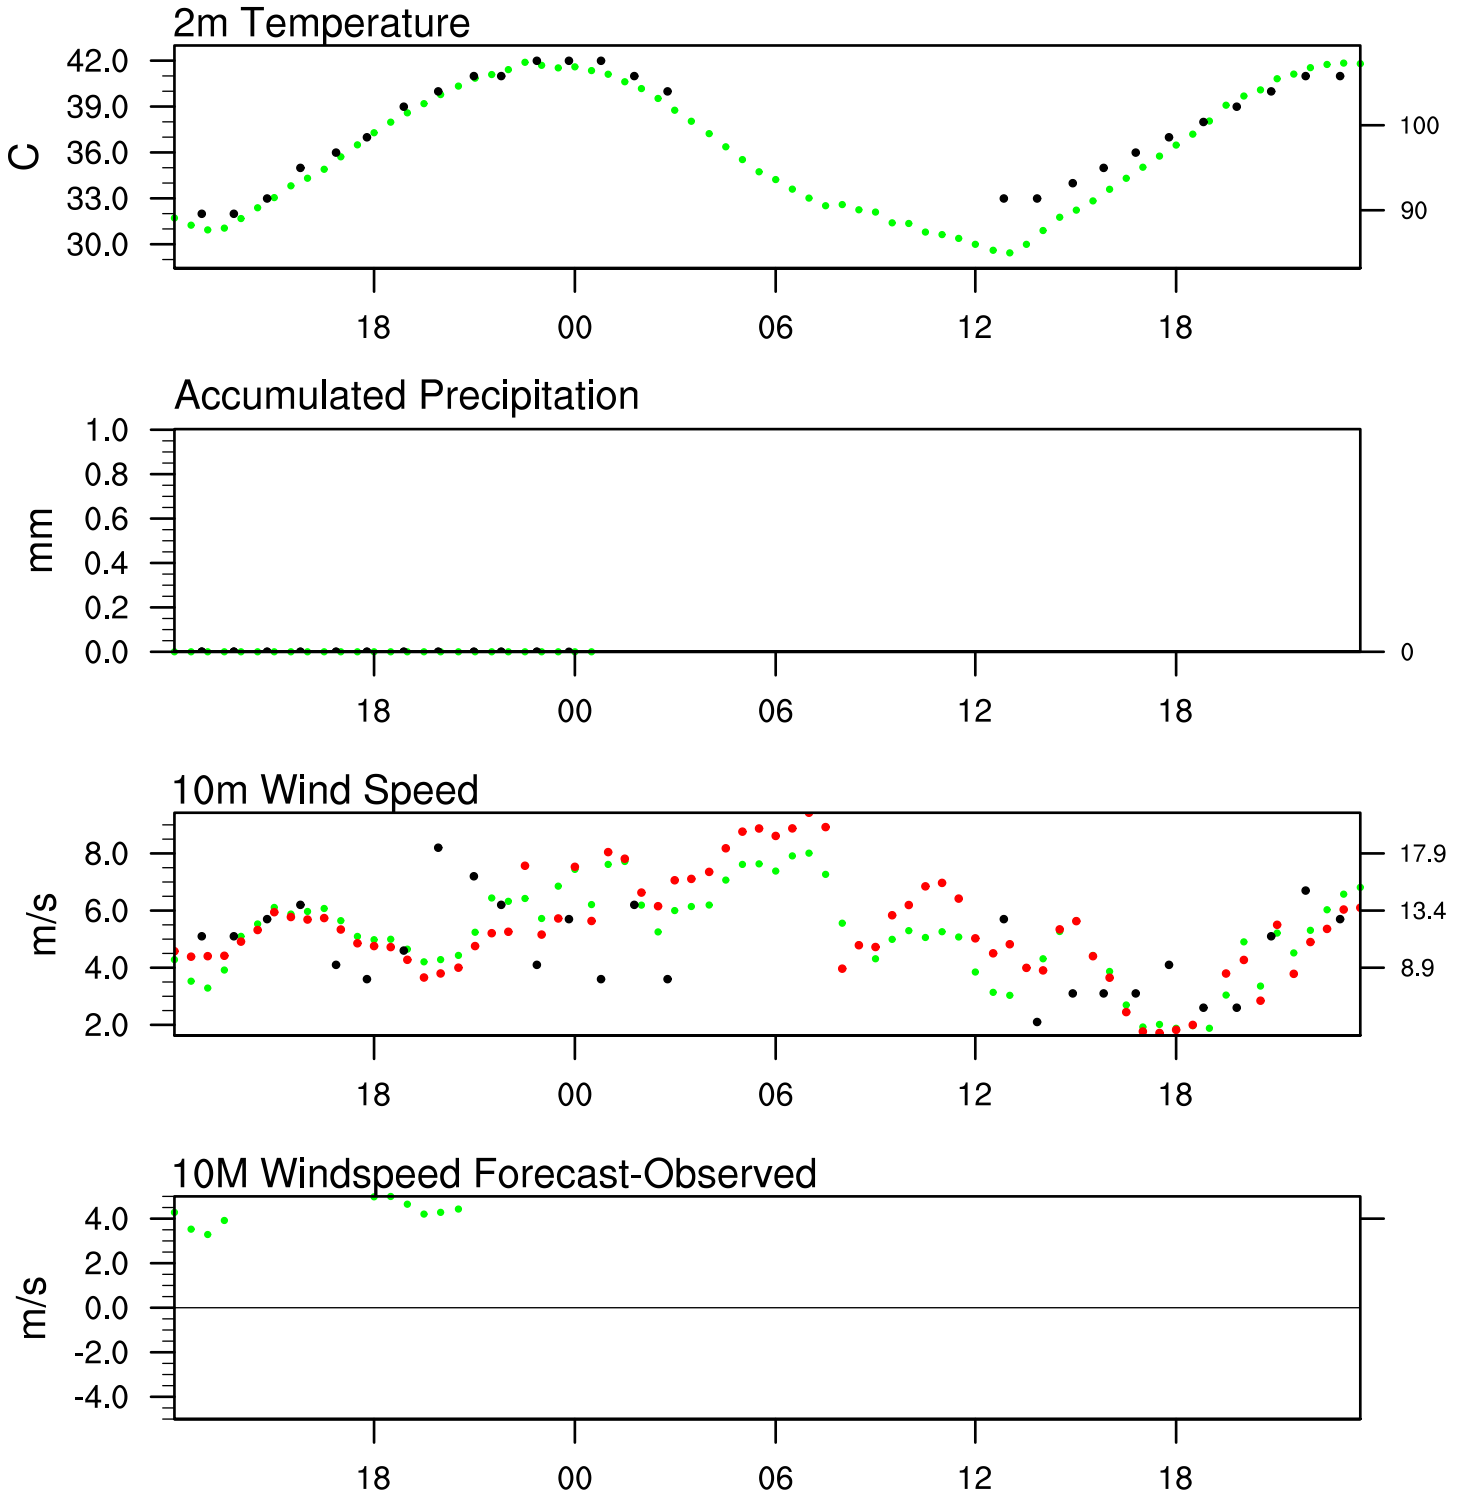 2m Temperature
42.0
39.0
36.0
33.0
30.0
C
100
90
18 00 06 12 18
Accumulated Precipitation
1.0
0.8
0.6
0.4
0.2
0.0
mm
0
18 00 06 12 18
10m Wind Speed
8.0
6.0
4.0
2.0
m/s
17.9
13.4
8.9
18 00 06 12 18
10M Windspeed Forecast-Observed
4.0
2.0
0.0
-2.0
-4.0
m/s
18 00 06 12 18